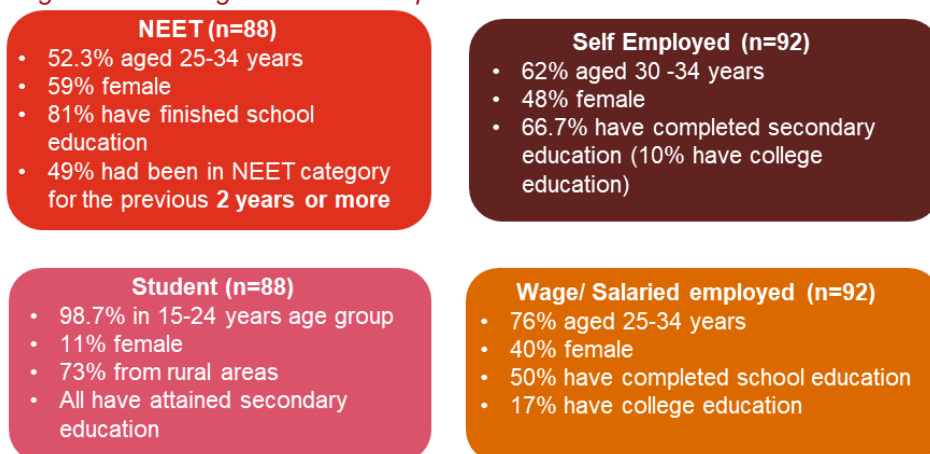 NEET (n=88)
• 52.3% aged 25-34 years
• 59% female
• 81% have finished school
education
• 49% had been in NEET category
for the previous 2 years or more
Self Employed (n=92)
• 62% aged 30 -34 years
• 48% female
• 66.7% have completed secondary
education (10% have college
education)
Student (n=88)
• 98.7% in 15-24 years age group
• 11% female
• 73% from rural areas
• All have attained secondary
education
Wage/ Salaried employed (n=92)
• 76% aged 25-34 years
• 40% female
• 50% have completed school education
• 17% have college education